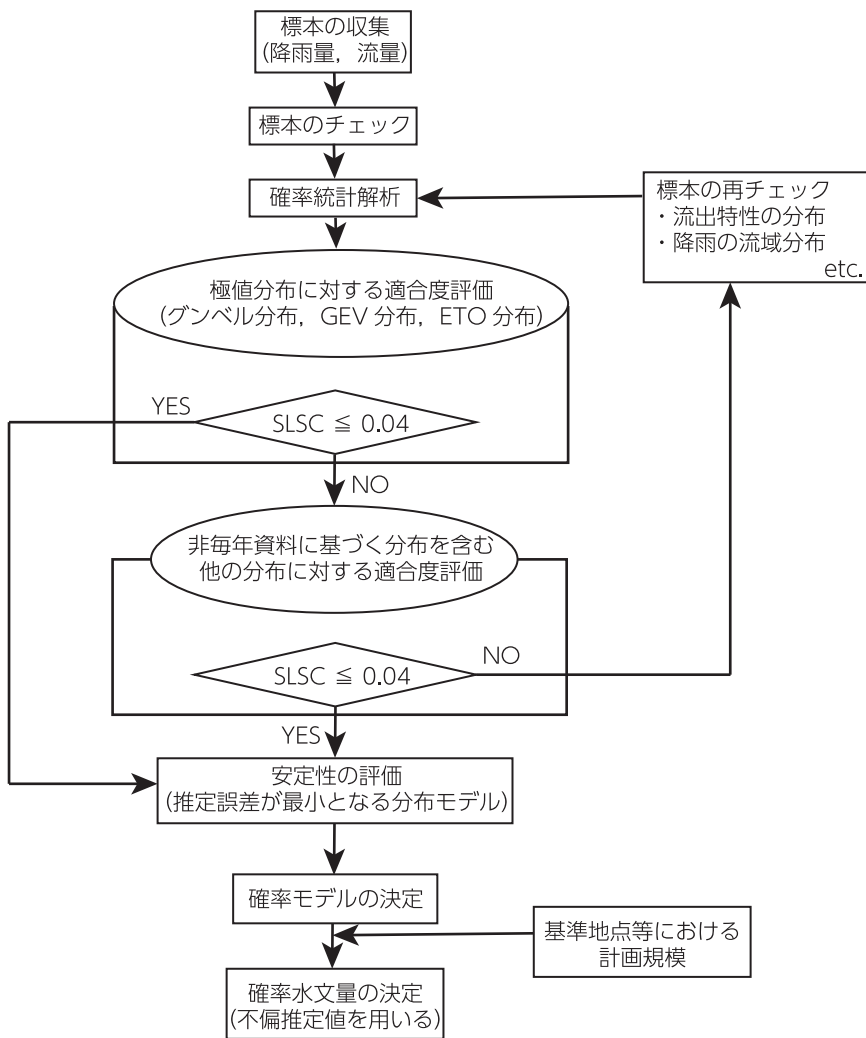 標本の収集
(降雨量，流量)
標本のチェック
確率統計解析
標本の再チェック
・流出特性の分布
・降雨の流域分布
etc.
極値分布に対する適合度評価
(グンベル分布，GEV 分布，ETO 分布)
YES
SLSC ≦ 0.04
NO
非毎年資料に基づく分布を含む
他の分布に対する適合度評価
SLSC ≦ 0.04
NO
YES
安定性の評価
(推定誤差が最小となる分布モデル)
確率モデルの決定
基準地点等における
計画規模
確率水文量の決定
(不偏推定値を用いる)